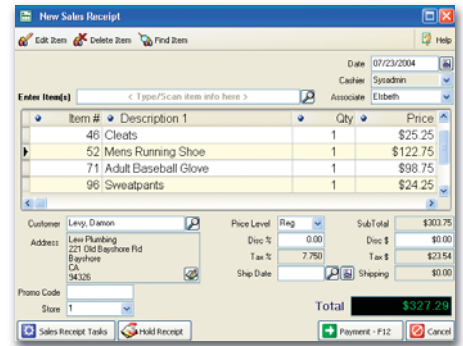 New Sales Receipt
Edit Item Delete Item Find Item Help
Date 07/23/2004
Cashier Sysadmin
Enter Item(s) < Type/Scan item info here > Associate Elsbeth
Item # Description 1 Qty Price
46 Cleats 1 $25.25
52 Mens Running Shoe 1 $122.75
71 Adult Baseball Glove 1 $98.75
96 Sweatpants 1 $24.25
Customer Levy, Damon Price Level Reg SubTotal $303.75
Address Levy Plumbing Disc % 0.00 Disc $ $0.00
221 Old Bayshore Rd
Bayshore Tax % 7.750 Tax $ $23.54
CA
94326 Ship Date Shipping $0.00
Promo Code
Store 1 Total $327.29
Sales Receipt Tasks Hold Receipt Payment - F12 Cancel